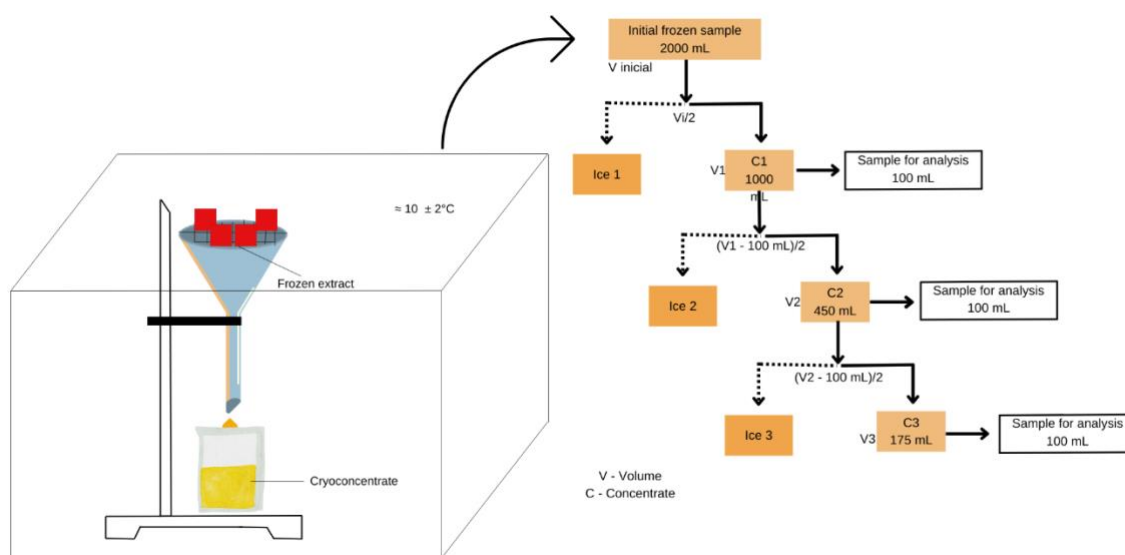 ≈ 10 ± 2°C
Frozen extract
Cryoconcentrate
Initial frozen sample
2000 mL
V inicial
Vi/2
Ice 1
V1
C1
1000
mL
Sample for analysis
100 mL
(V1 - 100 mL)/2
Ice 2
V2
C2
450 mL
Sample for analysis
100 mL
(V2 - 100 mL)/2
Ice 3
V3
C3
175 mL
Sample for analysis
100 mL
V - Volume
C - Concentrate